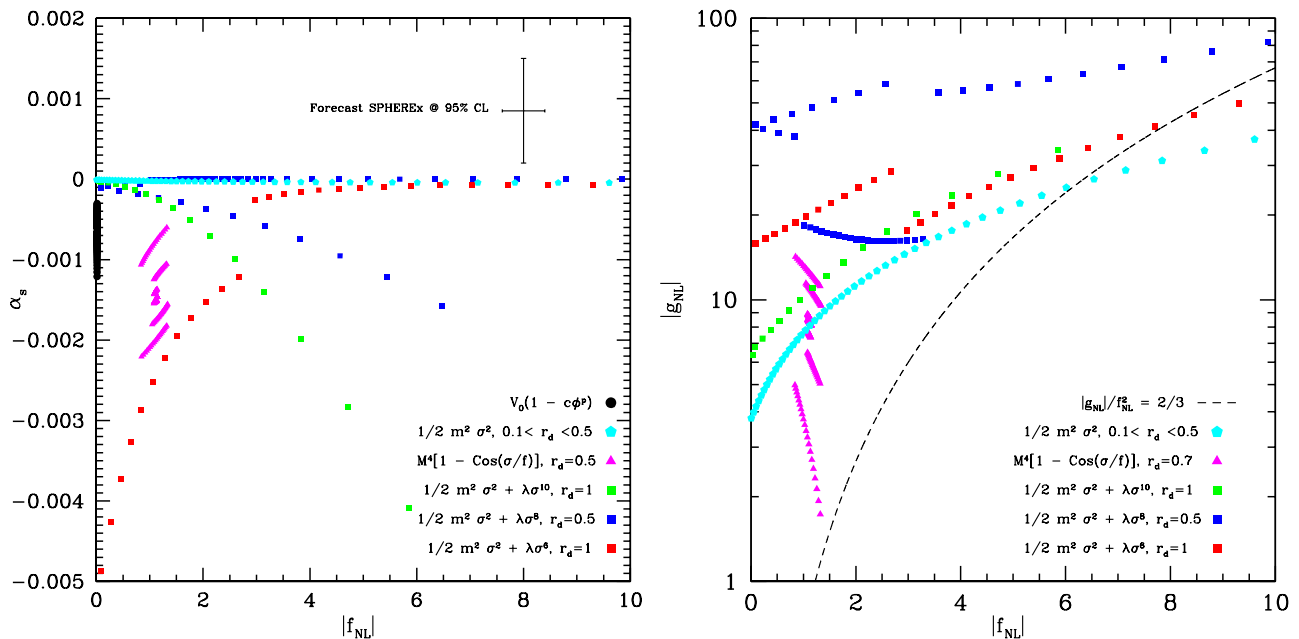 0.002
0.001
0
-0.001
-0.002
-0.003
-0.004
-0.005
α_s
Forecast SPHEREx @ 95% CL
V₀(1 - cφᵖ)
1/2 m² σ², 0.1< r_d <0.5
M⁴[1 - Cos(σ/f)], r_d=0.5
1/2 m² σ² + λσ¹⁰, r_d=1
1/2 m² σ² + λσ⁸, r_d=0.5
1/2 m² σ² + λσ⁶, r_d=1
0 2 4 6 8 10
|f_NL|
100
10
1
|g_NL|
|g_NL|/f²_NL = 2/3
1/2 m² σ², 0.1< r_d <0.5
M⁴[1 - Cos(σ/f)], r_d=0.7
1/2 m² σ² + λσ¹⁰, r_d=1
1/2 m² σ² + λσ⁸, r_d=0.5
1/2 m² σ² + λσ⁶, r_d=1
0 2 4 6 8 10
|f_NL|